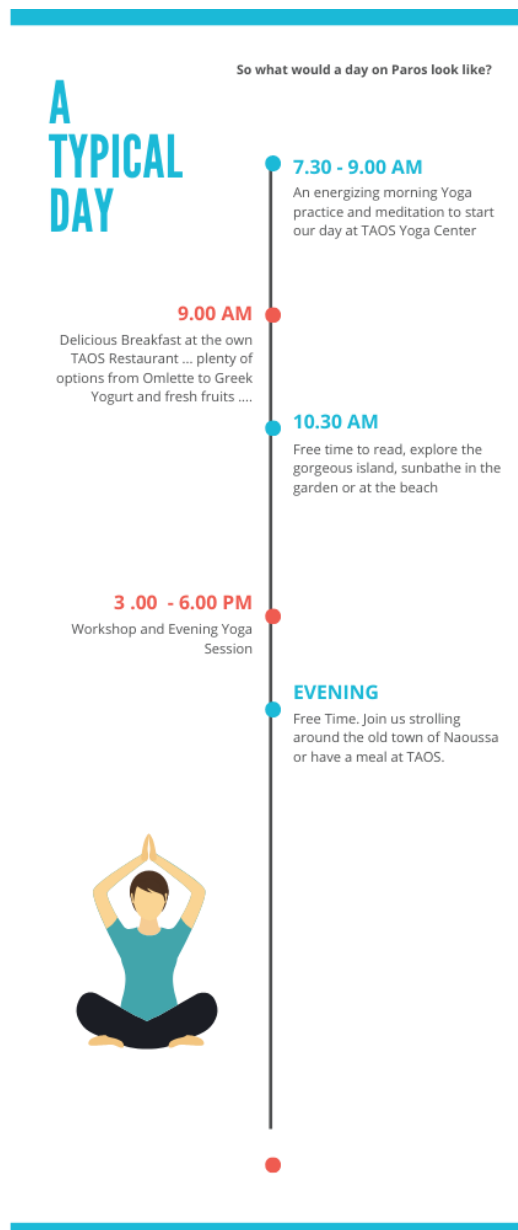 So what would a day on Paros look like?
A
TYPICAL
DAY
7.30 - 9.00 AM
An energizing morning Yoga
practice and meditation to start
our day at TAOS Yoga Center
9.00 AM
Delicious Breakfast at the own
TAOS Restaurant ... plenty of
options from Omlette to Greek
Yogurt and fresh fruits ....
10.30 AM
Free time to read, explore the
gorgeous island, sunbathe in the
garden or at the beach
3 .00  - 6.00 PM
Workshop and Evening Yoga
Session
EVENING
Free Time. Join us strolling
around the old town of Naoussa
or have a meal at TAOS.